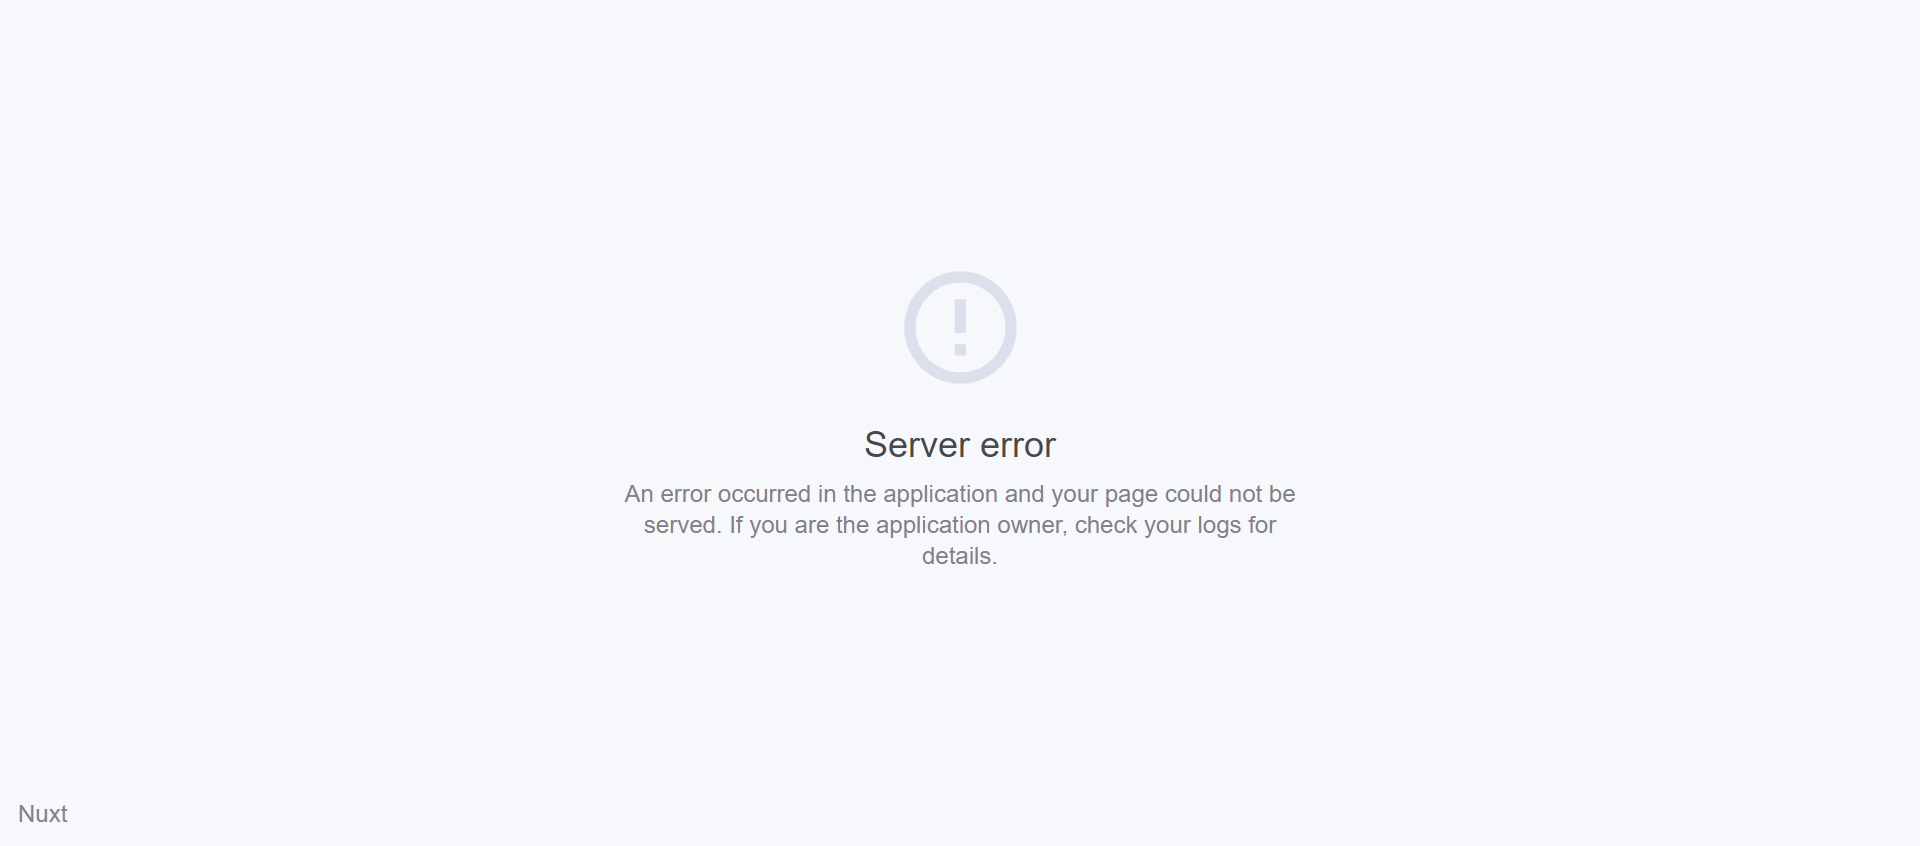 Server error
An error occurred in the application and your page could not be
served. If you are the application owner, check your logs for
details.
Nuxt